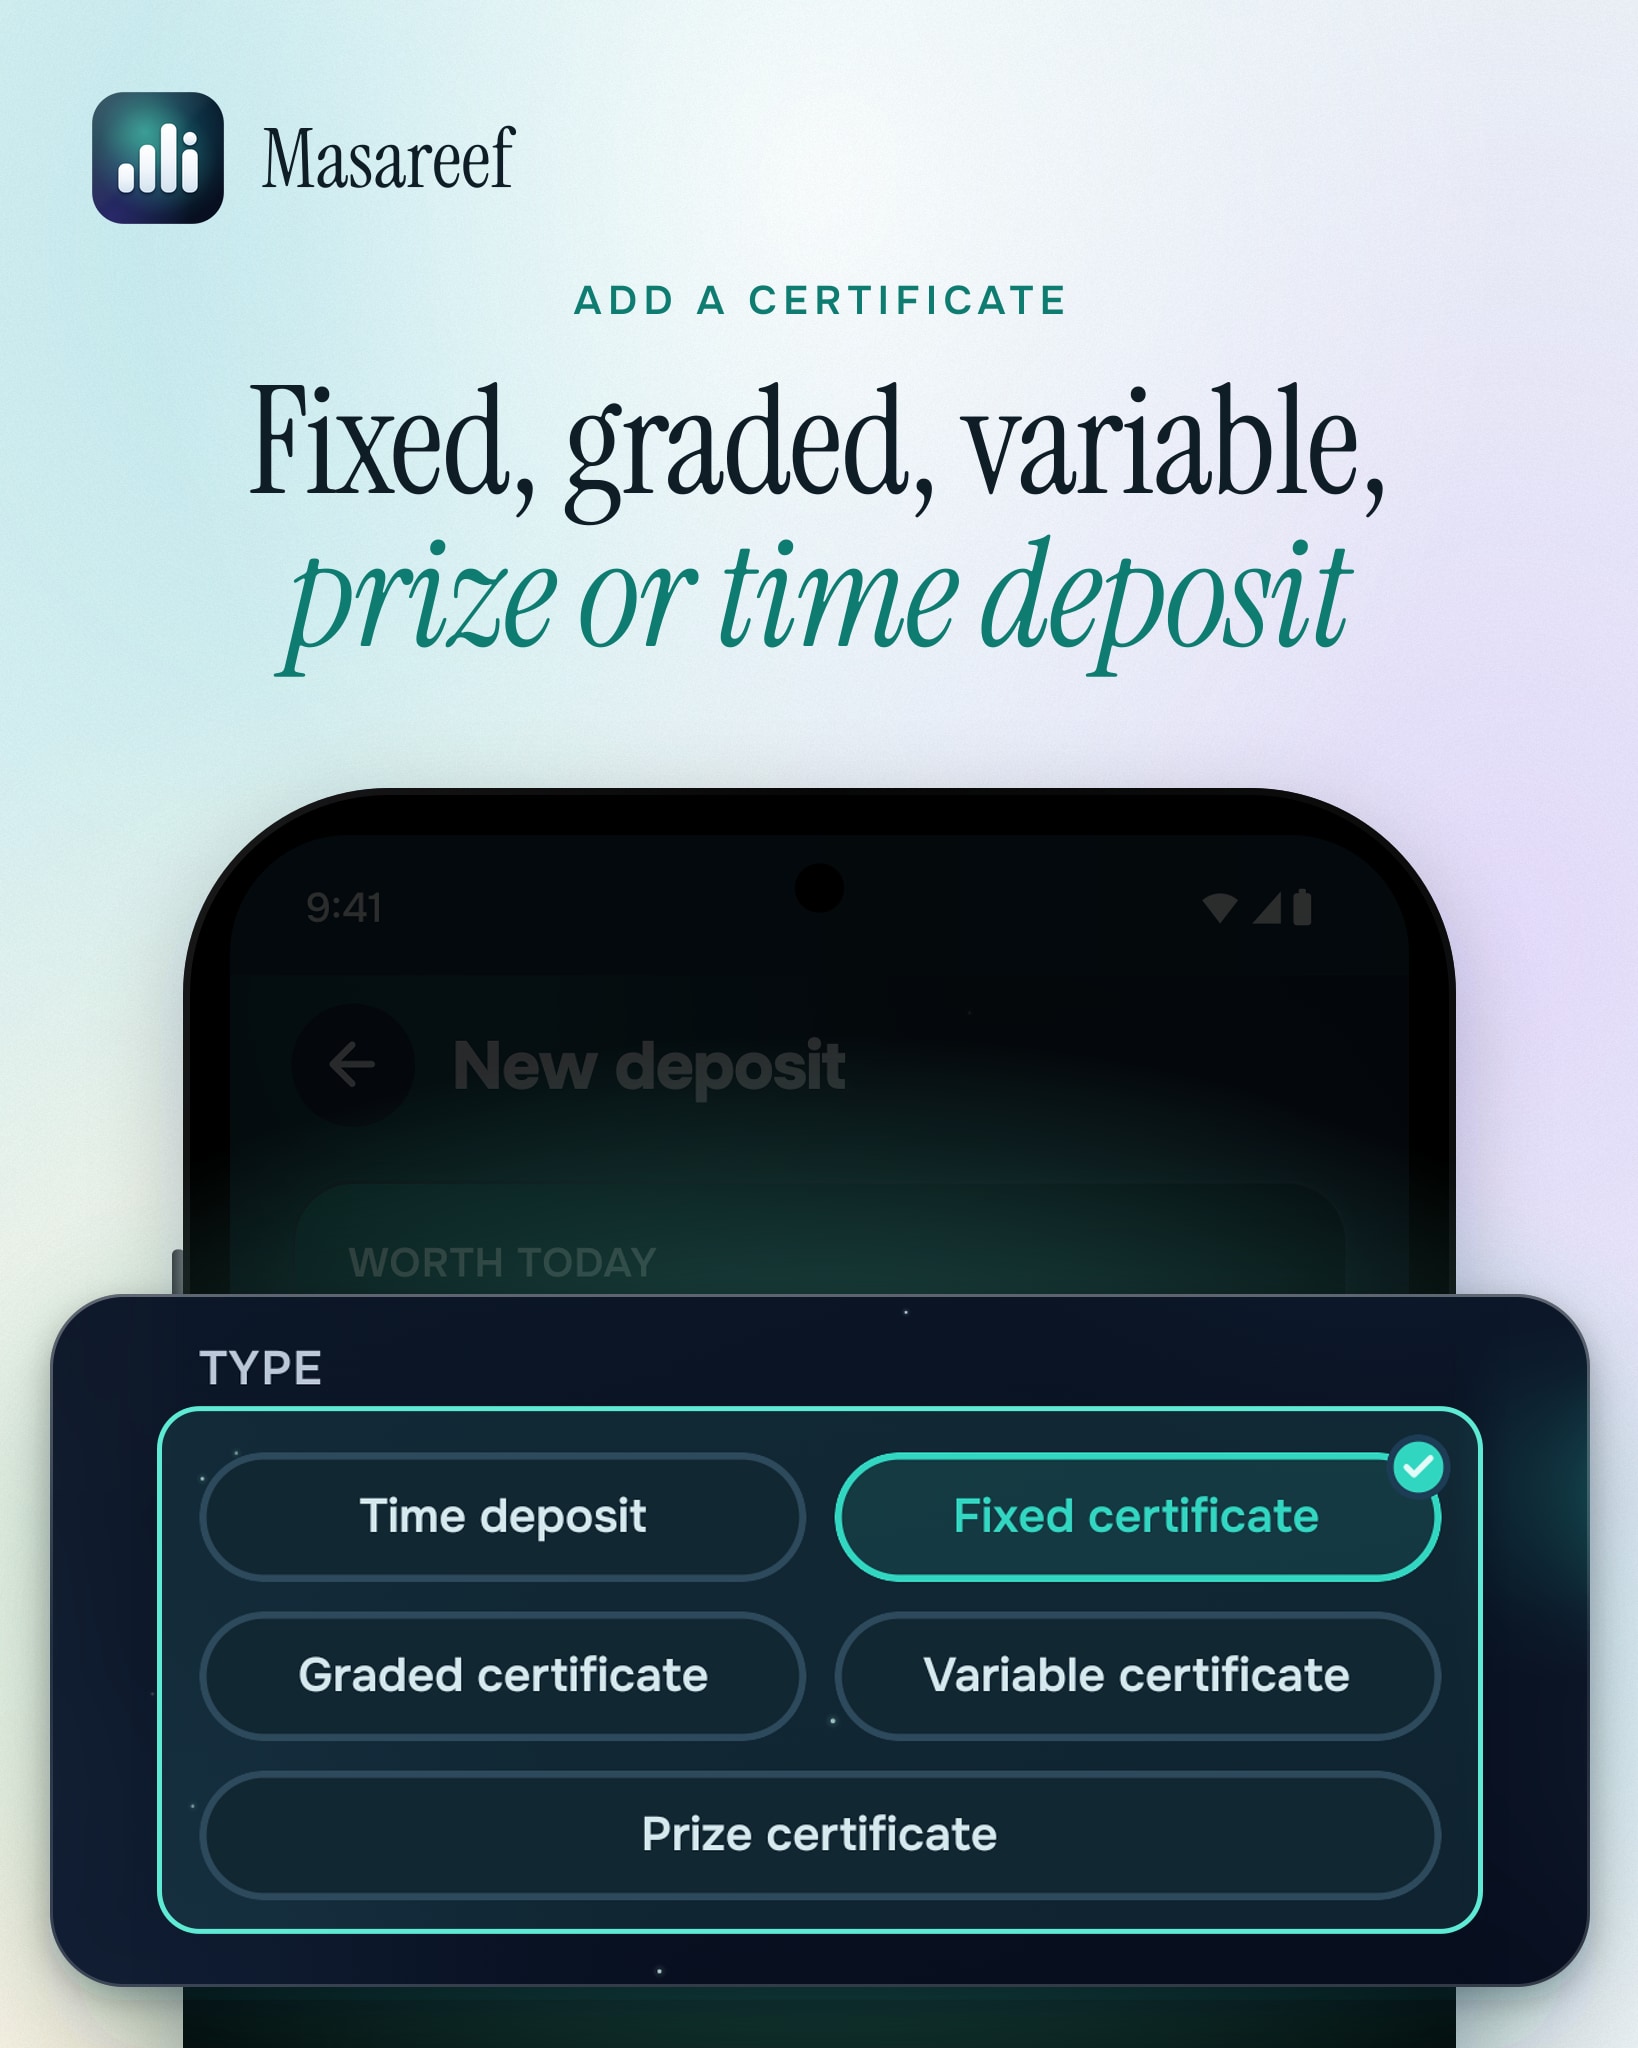 Masareef
ADD A CERTIFICATE
Fixed, graded, variable,
prize or time deposit
9:41
New deposit
WORTH TODAY
TYPE
Time deposit
Fixed certificate
Graded certificate
Variable certificate
Prize certificate